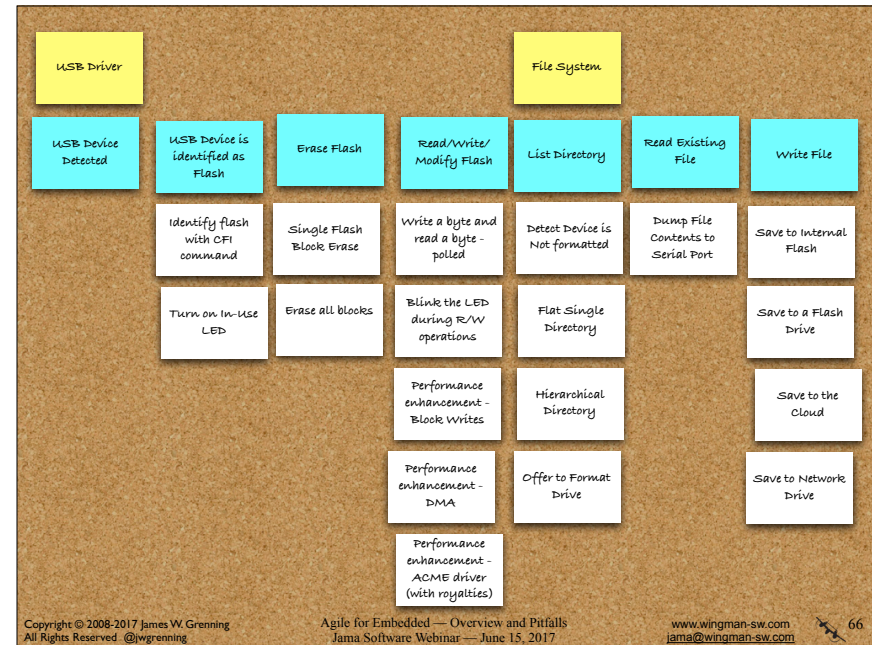 USB Driver
File System
USB Device
Detected
USB Device is
identified as
Flash
Erase Flash
Read/Write/
Modify Flash
List Directory
Read Existing
File
Write File
Identify flash
with CFI
command
Single Flash
Block Erase
Write a byte and
read a byte -
polled
Detect Device is
Not formatted
Dump File
Contents to
Serial Port
Save to Internal
Flash
Turn on In-Use
LED
Erase all blocks
Blink the LED
during R/W
operations
Flat Single
Directory
Save to a Flash
Drive
Performance
enhancement -
Block Writes
Hierarchical
Directory
Save to the
Cloud
Performance
enhancement -
DMA
Offer to Format
Drive
Save to Network
Drive
Performance
enhancement -
ACME driver
(with royalties)
Copyright © 2008-2017 James W. Grenning
All Rights Reserved @jwgrenning
Agile for Embedded — Overview and Pitfalls
Jama Software Webinar — June 15, 2017
www.wingman-sw.com
jama@wingman-sw.com
66